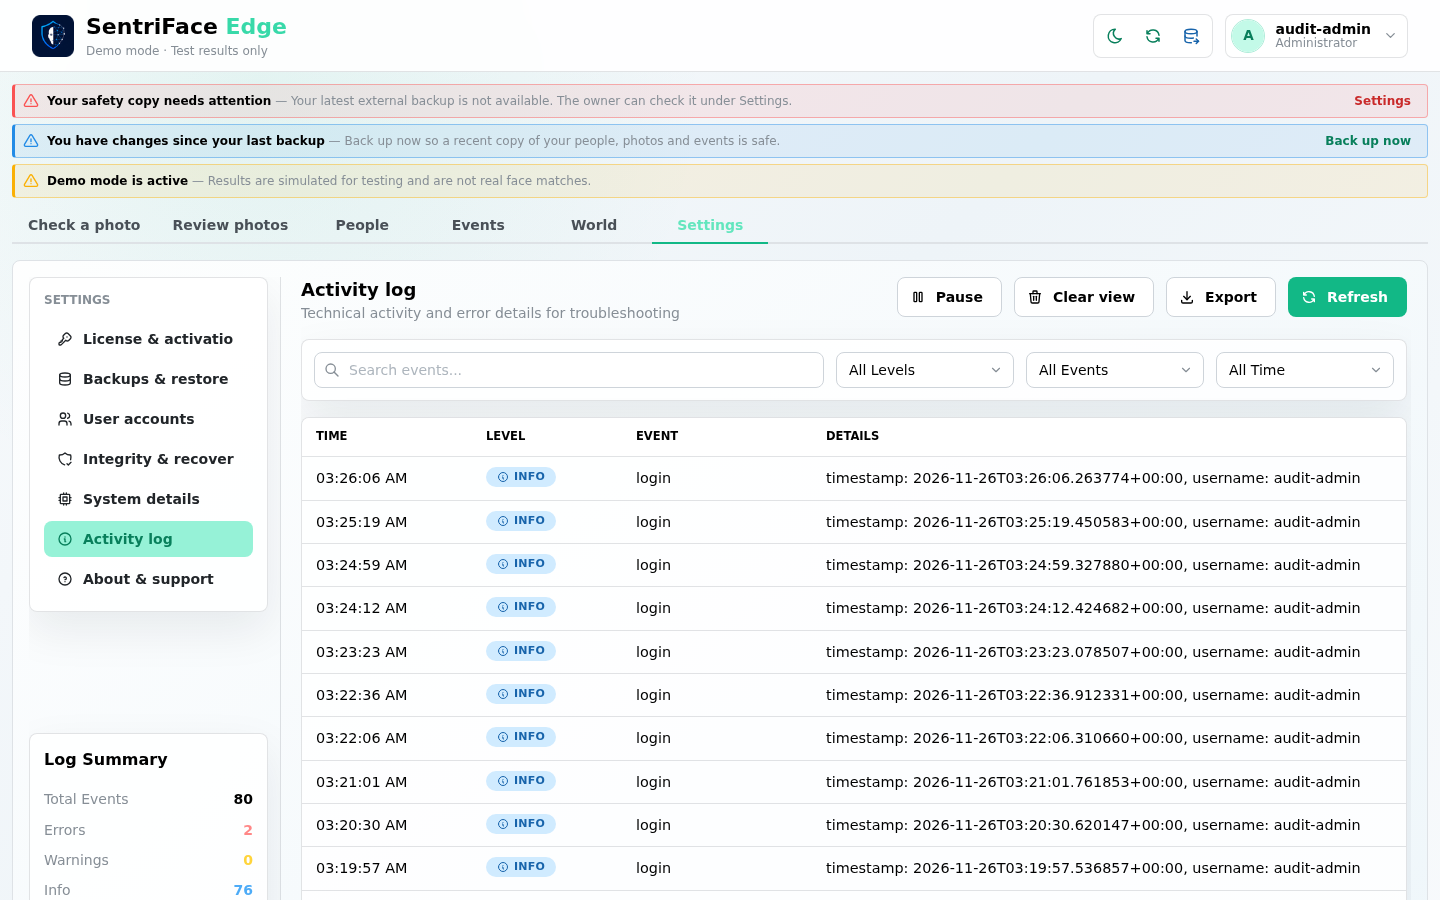 SentriFace Edge
Demo mode · Test results only
A
audit-admin
Administrator
Your safety copy needs attention — Your latest external backup is not available. The owner can check it under Settings.
Settings
You have changes since your last backup — Back up now so a recent copy of your people, photos and events is safe.
Back up now
Demo mode is active — Results are simulated for testing and are not real face matches.
Check a photo
Review photos
People
Events
World
Settings
SETTINGS
License & activatio
Backups & restore
User accounts
Integrity & recover
System details
Activity log
About & support
Log Summary
Total Events 80
Errors 2
Warnings 0
Info 76
Activity log
Technical activity and error details for troubleshooting
Pause
Clear view
Export
Refresh
Search events...
All Levels
All Events
All Time
TIME LEVEL EVENT DETAILS
03:26:06 AM INFO login timestamp: 2026-11-26T03:26:06.263774+00:00, username: audit-admin
03:25:19 AM INFO login timestamp: 2026-11-26T03:25:19.450583+00:00, username: audit-admin
03:24:59 AM INFO login timestamp: 2026-11-26T03:24:59.327880+00:00, username: audit-admin
03:24:12 AM INFO login timestamp: 2026-11-26T03:24:12.424682+00:00, username: audit-admin
03:23:23 AM INFO login timestamp: 2026-11-26T03:23:23.078507+00:00, username: audit-admin
03:22:36 AM INFO login timestamp: 2026-11-26T03:22:36.912331+00:00, username: audit-admin
03:22:06 AM INFO login timestamp: 2026-11-26T03:22:06.310660+00:00, username: audit-admin
03:21:01 AM INFO login timestamp: 2026-11-26T03:21:01.761853+00:00, username: audit-admin
03:20:30 AM INFO login timestamp: 2026-11-26T03:20:30.620147+00:00, username: audit-admin
03:19:57 AM INFO login timestamp: 2026-11-26T03:19:57.536857+00:00, username: audit-admin